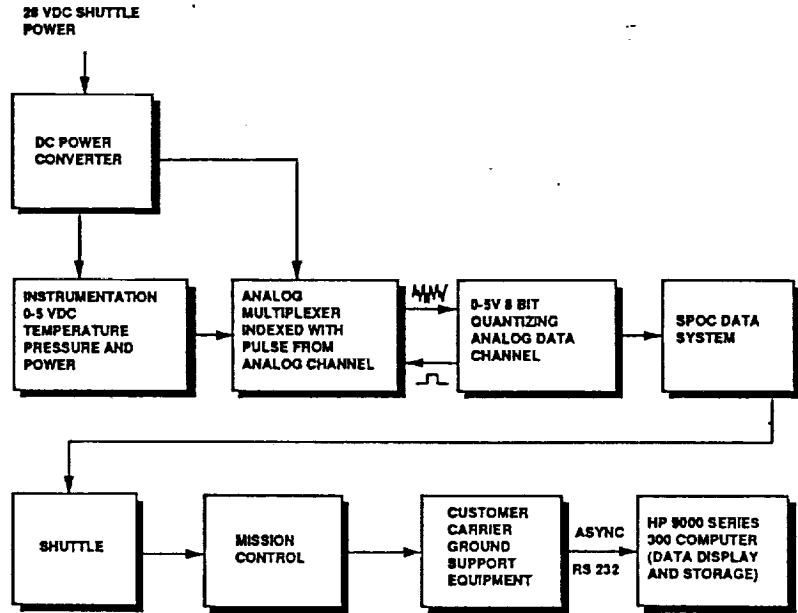 28 VDC SHUTTLE
POWER
DC POWER
CONVERTER
INSTRUMENTATION
0-5 VDC
TEMPERATURE
PRESSURE AND
POWER
ANALOG
MULTIPLEXER
INDEXED WITH
PULSE FROM
ANALOG CHANNEL
0-5V 8 BIT
QUANTIZING
ANALOG DATA
CHANNEL
SPOC DATA
SYSTEM
SHUTTLE
MISSION
CONTROL
CUSTOMER
CARRIER
GROUND
SUPPORT
EQUIPMENT
ASYNC
RS 232
HP 9000 SERIES
300 COMPUTER
(DATA DISPLAY
AND STORAGE)